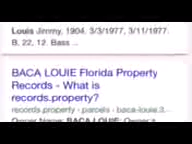 Louis Jimmy, 1904, 3/3/1977, 3/11/1977.
B, 22, 12. Bass ...
BACA LOUIE Florida Property
Records - What is
records.property?
records.property › parcels › baca-louie.3...
Owner Name: BACA LOUIE; Owner's